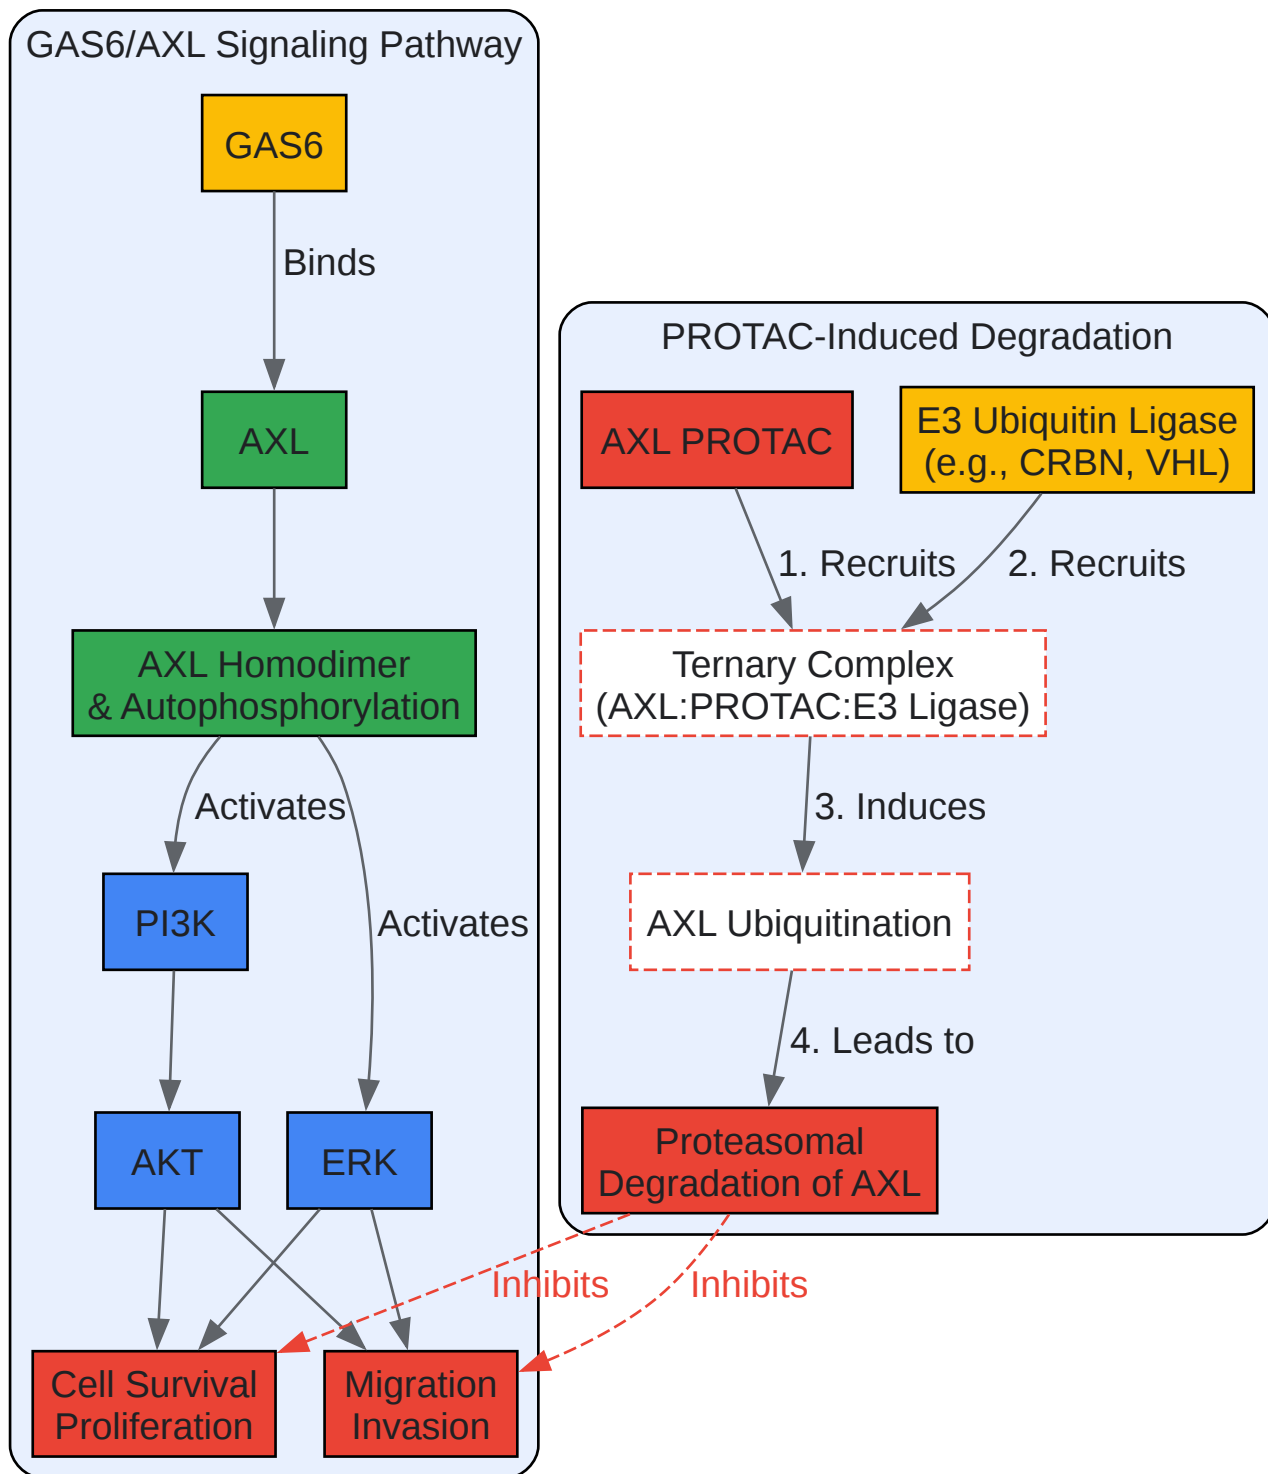 GAS6/AXL Signaling Pathway
GAS6
Binds
AXL
AXL Homodimer
& Autophosphorylation
Activates
PI3K
Activates
AKT
ERK
Cell Survival
Proliferation
Migration
Invasion
PROTAC-Induced Degradation
AXL PROTAC
E3 Ubiquitin Ligase
(e.g., CRBN, VHL)
1. Recruits
2. Recruits
Ternary Complex
(AXL:PROTAC:E3 Ligase)
3. Induces
AXL Ubiquitination
4. Leads to
Proteasomal
Degradation of AXL
Inhibits
Inhibits